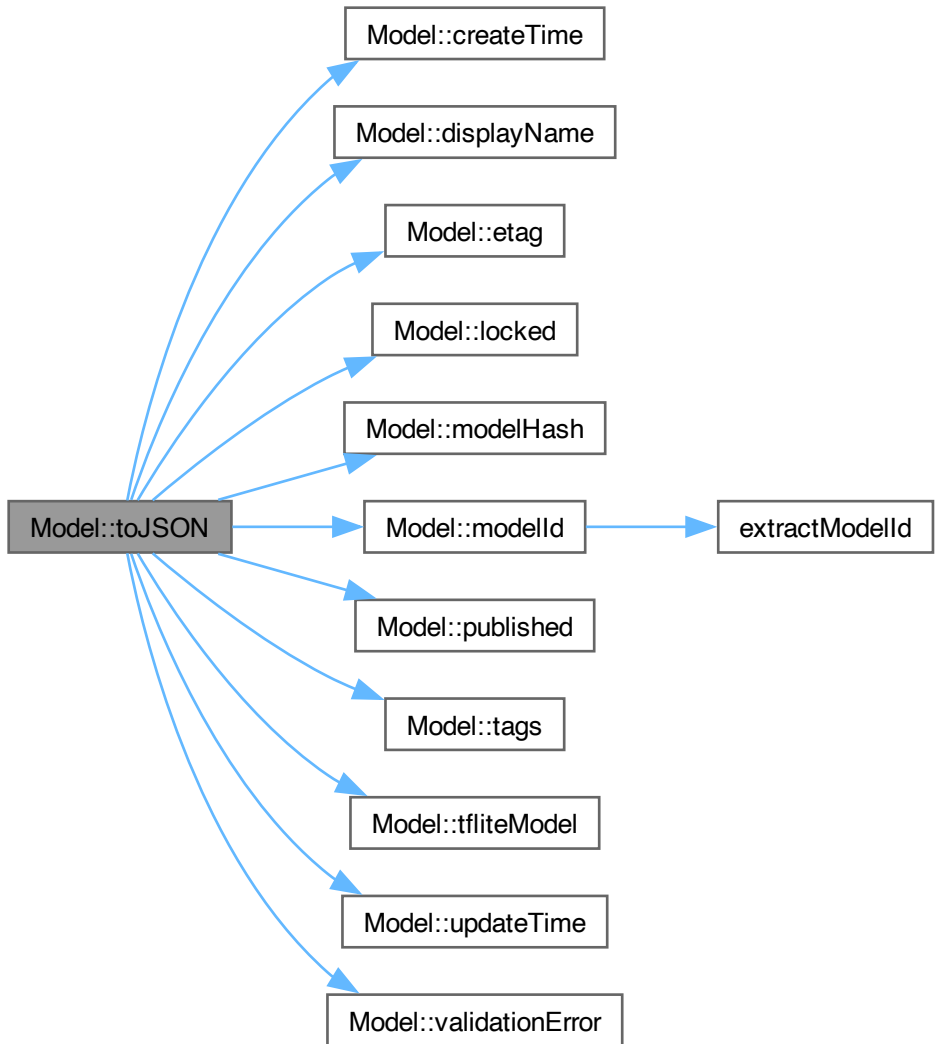 Model::createTime
Model::displayName
Model::etag
Model::locked
Model::modelHash
Model::toJSON
Model::modelId
extractModelId
Model::published
Model::tags
Model::tfliteModel
Model::updateTime
Model::validationError